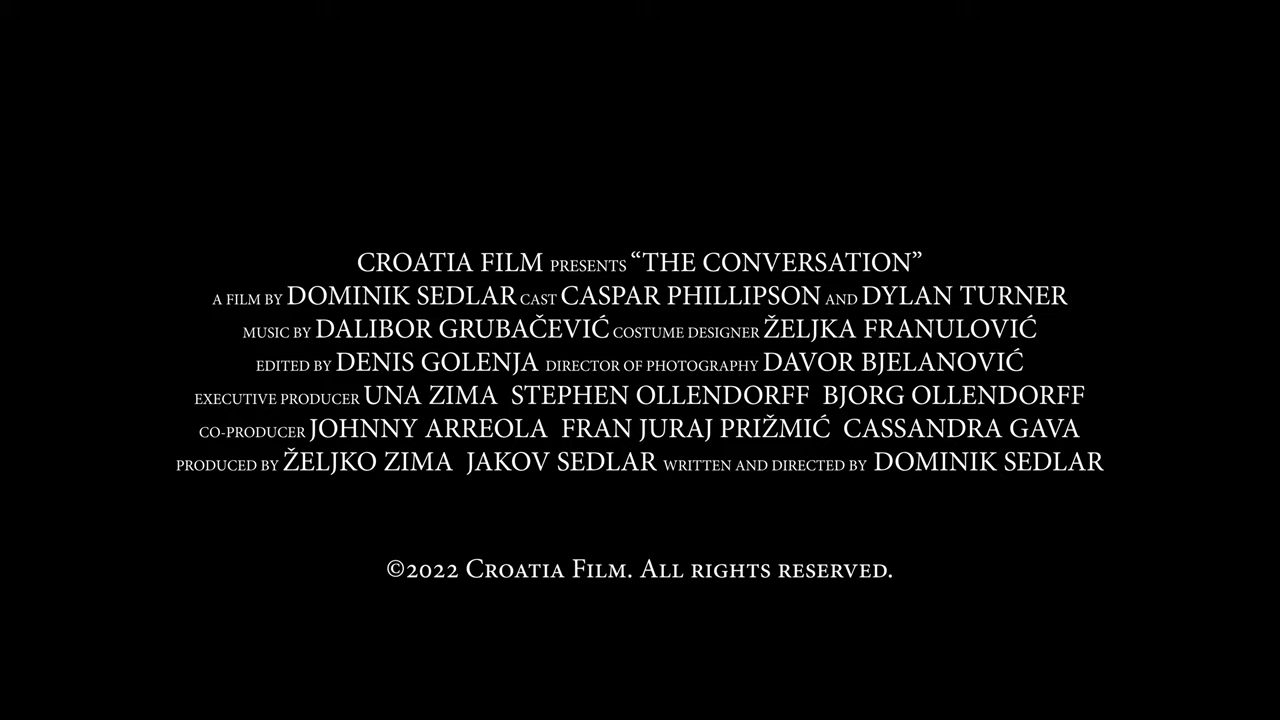 CROATIA FILM PRESENTS “THE CONVERSATION”
A FILM BY DOMINIK SEDLAR CAST CASPAR PHILLIPSON AND DYLAN TURNER
MUSIC BY DALIBOR GRUBAČEVIĆ COSTUME DESIGNER ŽELJKA FRANULOVIĆ
EDITED BY DENIS GOLENJA DIRECTOR OF PHOTOGRAPHY DAVOR BJELANOVIĆ
EXECUTIVE PRODUCER UNA ZIMA STEPHEN OLLENDORFF BJORG OLLENDORFF
CO-PRODUCER JOHNNY ARREOLA FRAN JURAJ PRIŽMIĆ CASSANDRA GAVA
PRODUCED BY ŽELJKO ZIMA JAKOV SEDLAR WRITTEN AND DIRECTED BY DOMINIK SEDLAR
©2022 CROATIA FILM. ALL RIGHTS RESERVED.